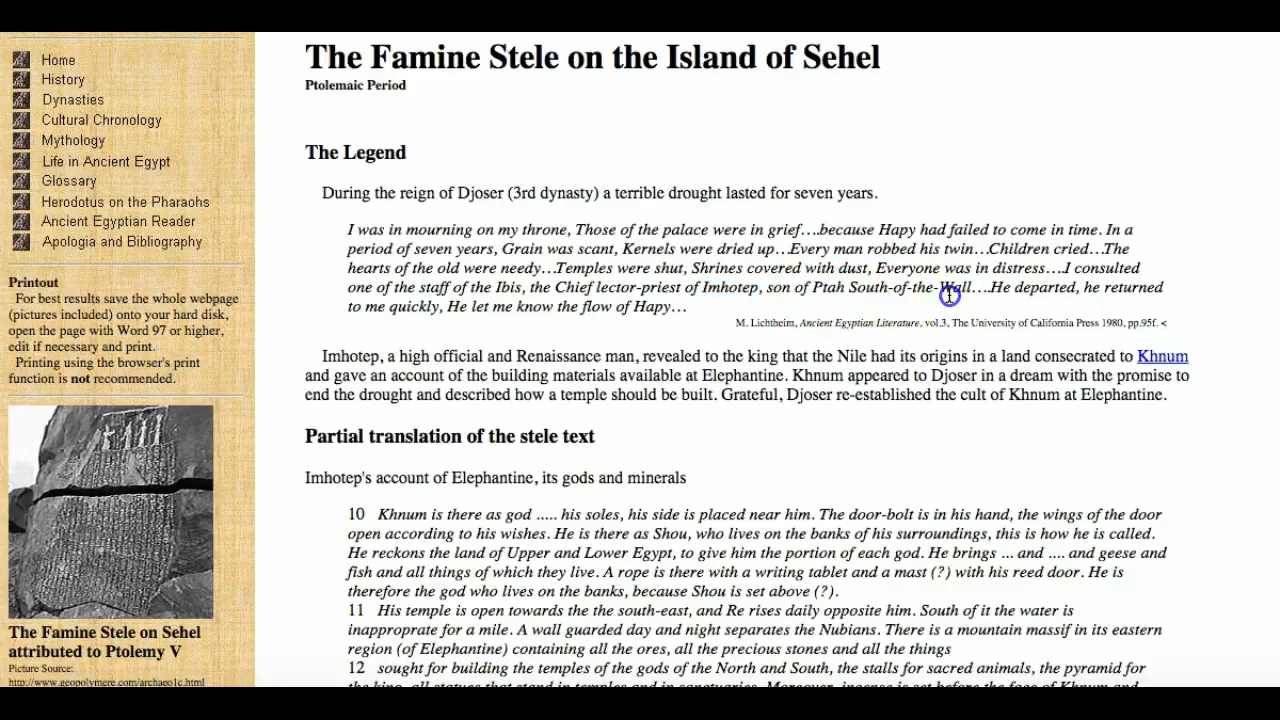 Home
History
Dynasties
Cultural Chronology
Mythology
Life in Ancient Egypt
Glossary
Herodotus on the Pharaohs
Ancient Egyptian Reader
Apologia and Bibliography
Printout
For best results save the whole webpage
(pictures included) onto your hard disk,
open the page with Word 97 or higher,
edit if necessary and print.
Printing using the browser's print
function is not recommended.
The Famine Stele on Sehel
attributed to Ptolemy V
Picture Source:
http://www.geopolymere.com/archaeo1c.html
The Famine Stele on the Island of Sehel
Ptolemaic Period
The Legend
During the reign of Djoser (3rd dynasty) a terrible drought lasted for seven years.
I was in mourning on my throne, Those of the palace were in grief…because Hapy had failed to come in time. In a
period of seven years, Grain was scant, Kernels were dried up…Every man robbed his twin…Children cried…The
hearts of the old were needy…Temples were shut, Shrines covered with dust, Everyone was in distress…I consulted
one of the staff of the Ibis, the Chief lector-priest of Imhotep, son of Ptah South-of-the-Wall….He departed, he returned
to me quickly, He let me know the flow of Hapy…
M. Lichtheim, Ancient Egyptian Literature, vol.3, The University of California Press 1980, pp.95f. <
Imhotep, a high official and Renaissance man, revealed to the king that the Nile had its origins in a land consecrated to Khnum
and gave an account of the building materials available at Elephantine. Khnum appeared to Djoser in a dream with the promise to
end the drought and described how a temple should be built. Grateful, Djoser re-established the cult of Khnum at Elephantine.
Partial translation of the stele text
Imhotep's account of Elephantine, its gods and minerals
10 Khnum is there as god ..... his soles, his side is placed near him. The door-bolt is in his hand, the wings of the door
open according to his wishes. He is there as Shou, who lives on the banks of his surroundings, this is how he is called.
He reckons the land of Upper and Lower Egypt, to give him the portion of each god. He brings ... and .... and geese and
fish and all things of which they live. A rope is there with a writing tablet and a mast (?) with his reed door. He is
therefore the god who lives on the banks, because Shou is set above (?).
11 His temple is open towards the the south-east, and Re rises daily opposite him. South of it the water is
inapproprate for a mile. A wall guarded day and night separates the Nubians. There is a mountain massif in its eastern
region (of Elephantine) containing all the ores, all the precious stones and all the things
12 sought for building the temples of the gods of the North and South, the stalls for sacred animals, the pyramid for
the king, all statues that stand in temples and in sanctuaries. Moreover, incense is set before the face of Khnum and